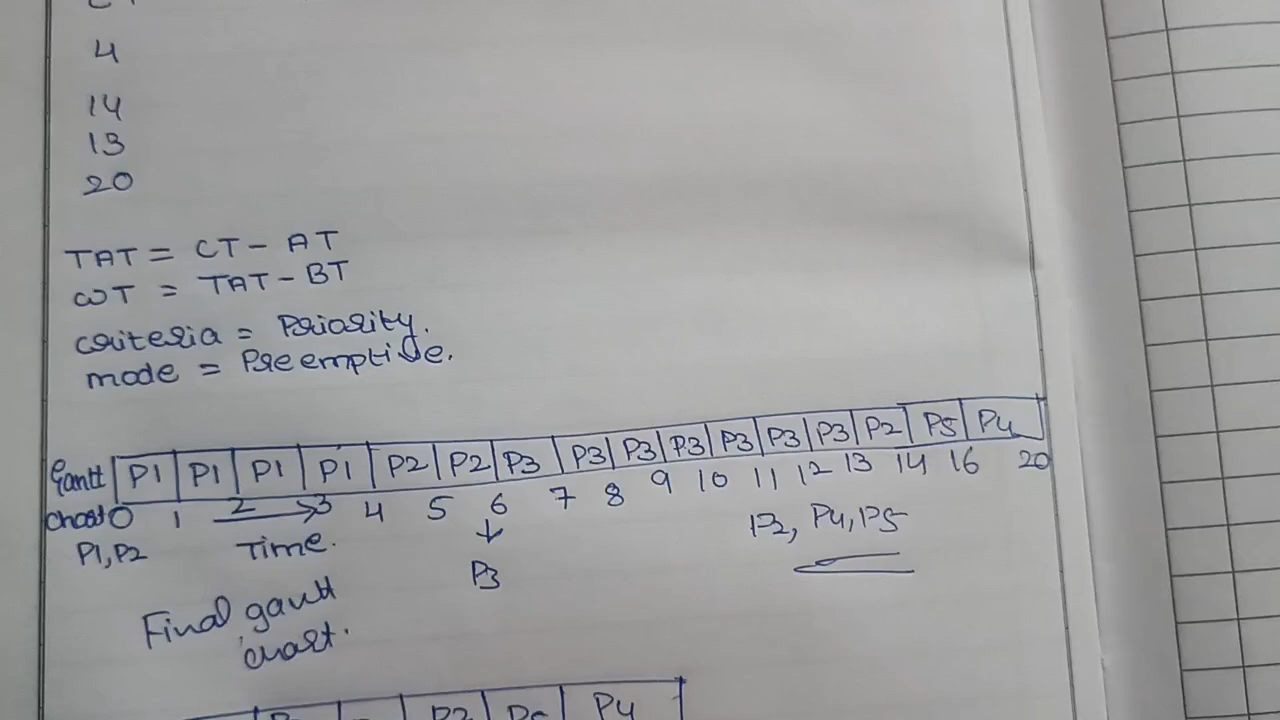 4
14
13
20
TAT = CT - AT
WT = TAT - BT
Criteria = Priority.
mode = Preemptive.
Gantt P1 P1 P1 P1 P2 P2 P3 P3 P3 P3 P3 P3 P3 P2 P5 P4
Chart 0 1 2 3 4 5 6 7 8 9 10 11 12 13 14 16 20
P1, P2 Time. P2, P4, P5
P3
Final gantt
chart.
P2 P4